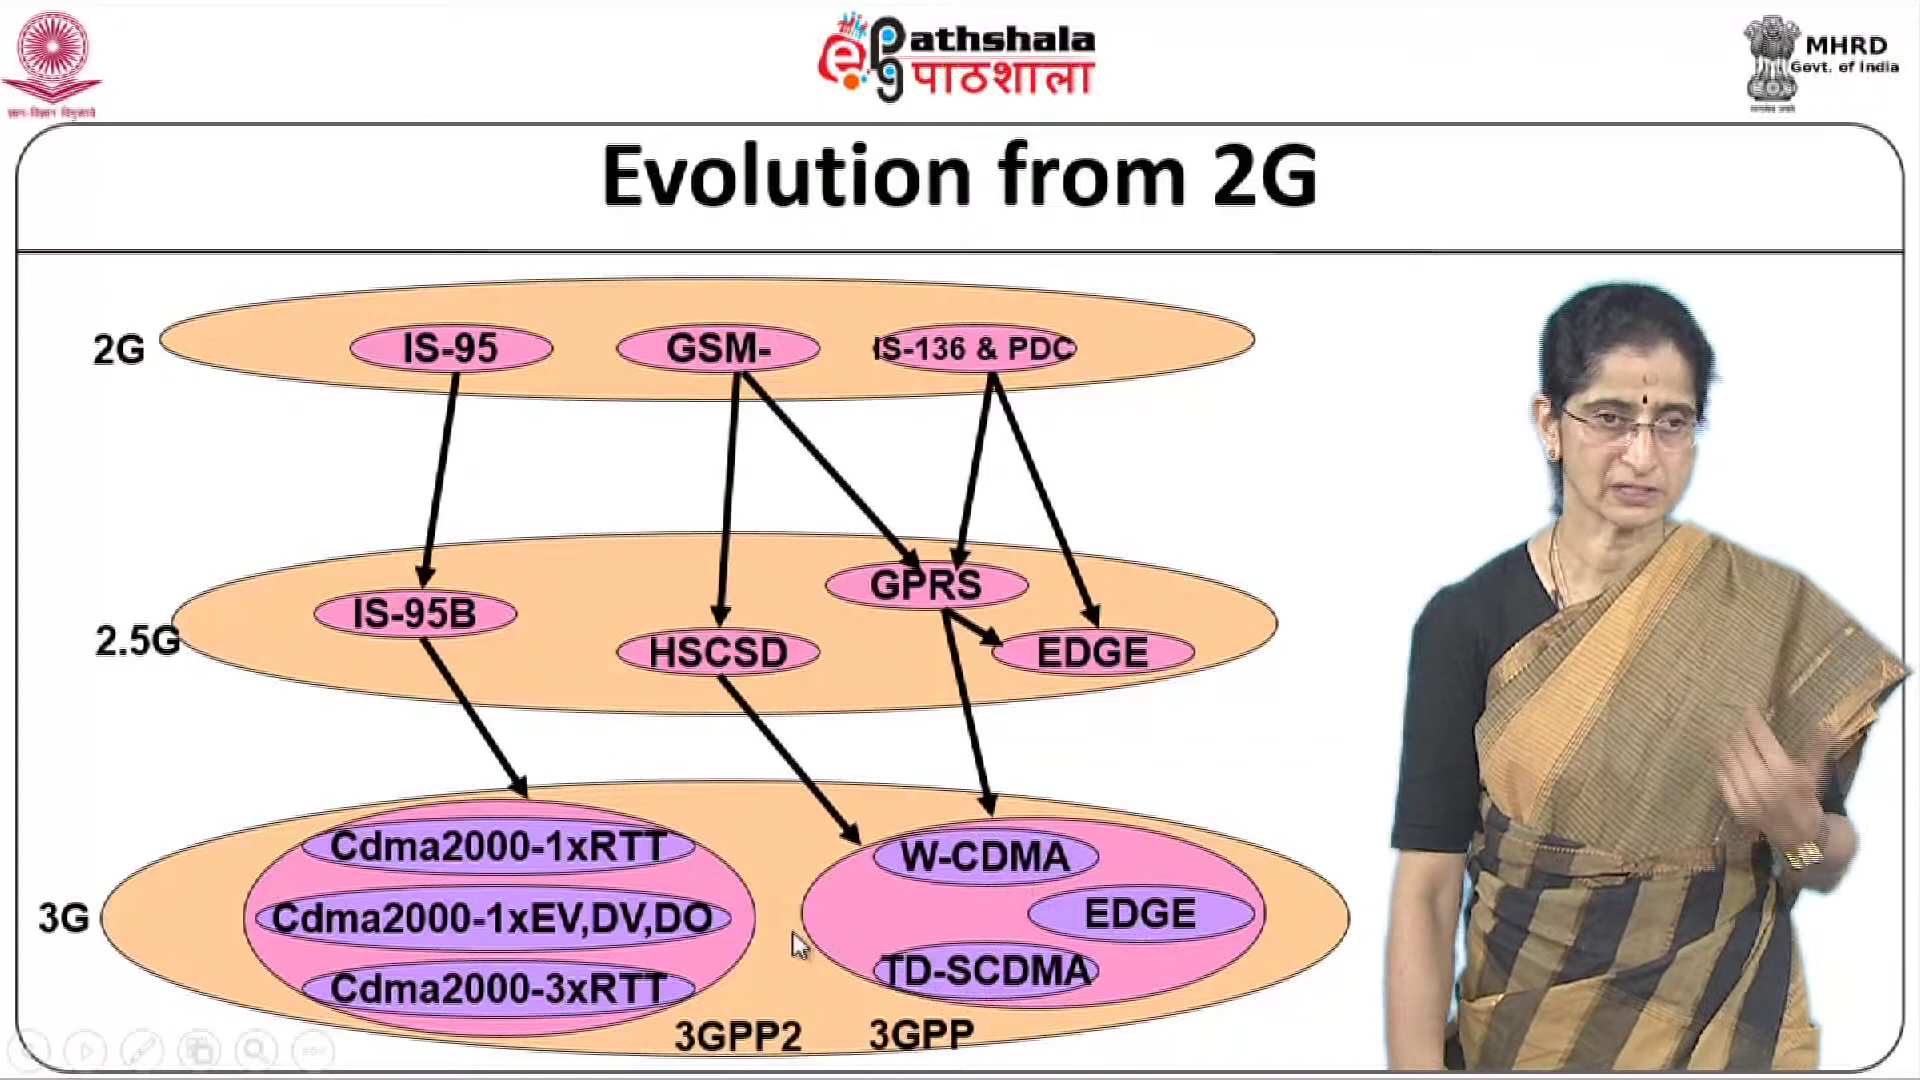 Pathshala
पाठशाला
MHRD
Govt. of India
Evolution from 2G
2G
IS-95
GSM-
IS-136 & PDC
2.5G
IS-95B
HSCSD
GPRS
EDGE
3G
Cdma2000-1xRTT
Cdma2000-1xEV,DV,DO
Cdma2000-3xRTT
W-CDMA
EDGE
TD-SCDMA
3GPP2
3GPP